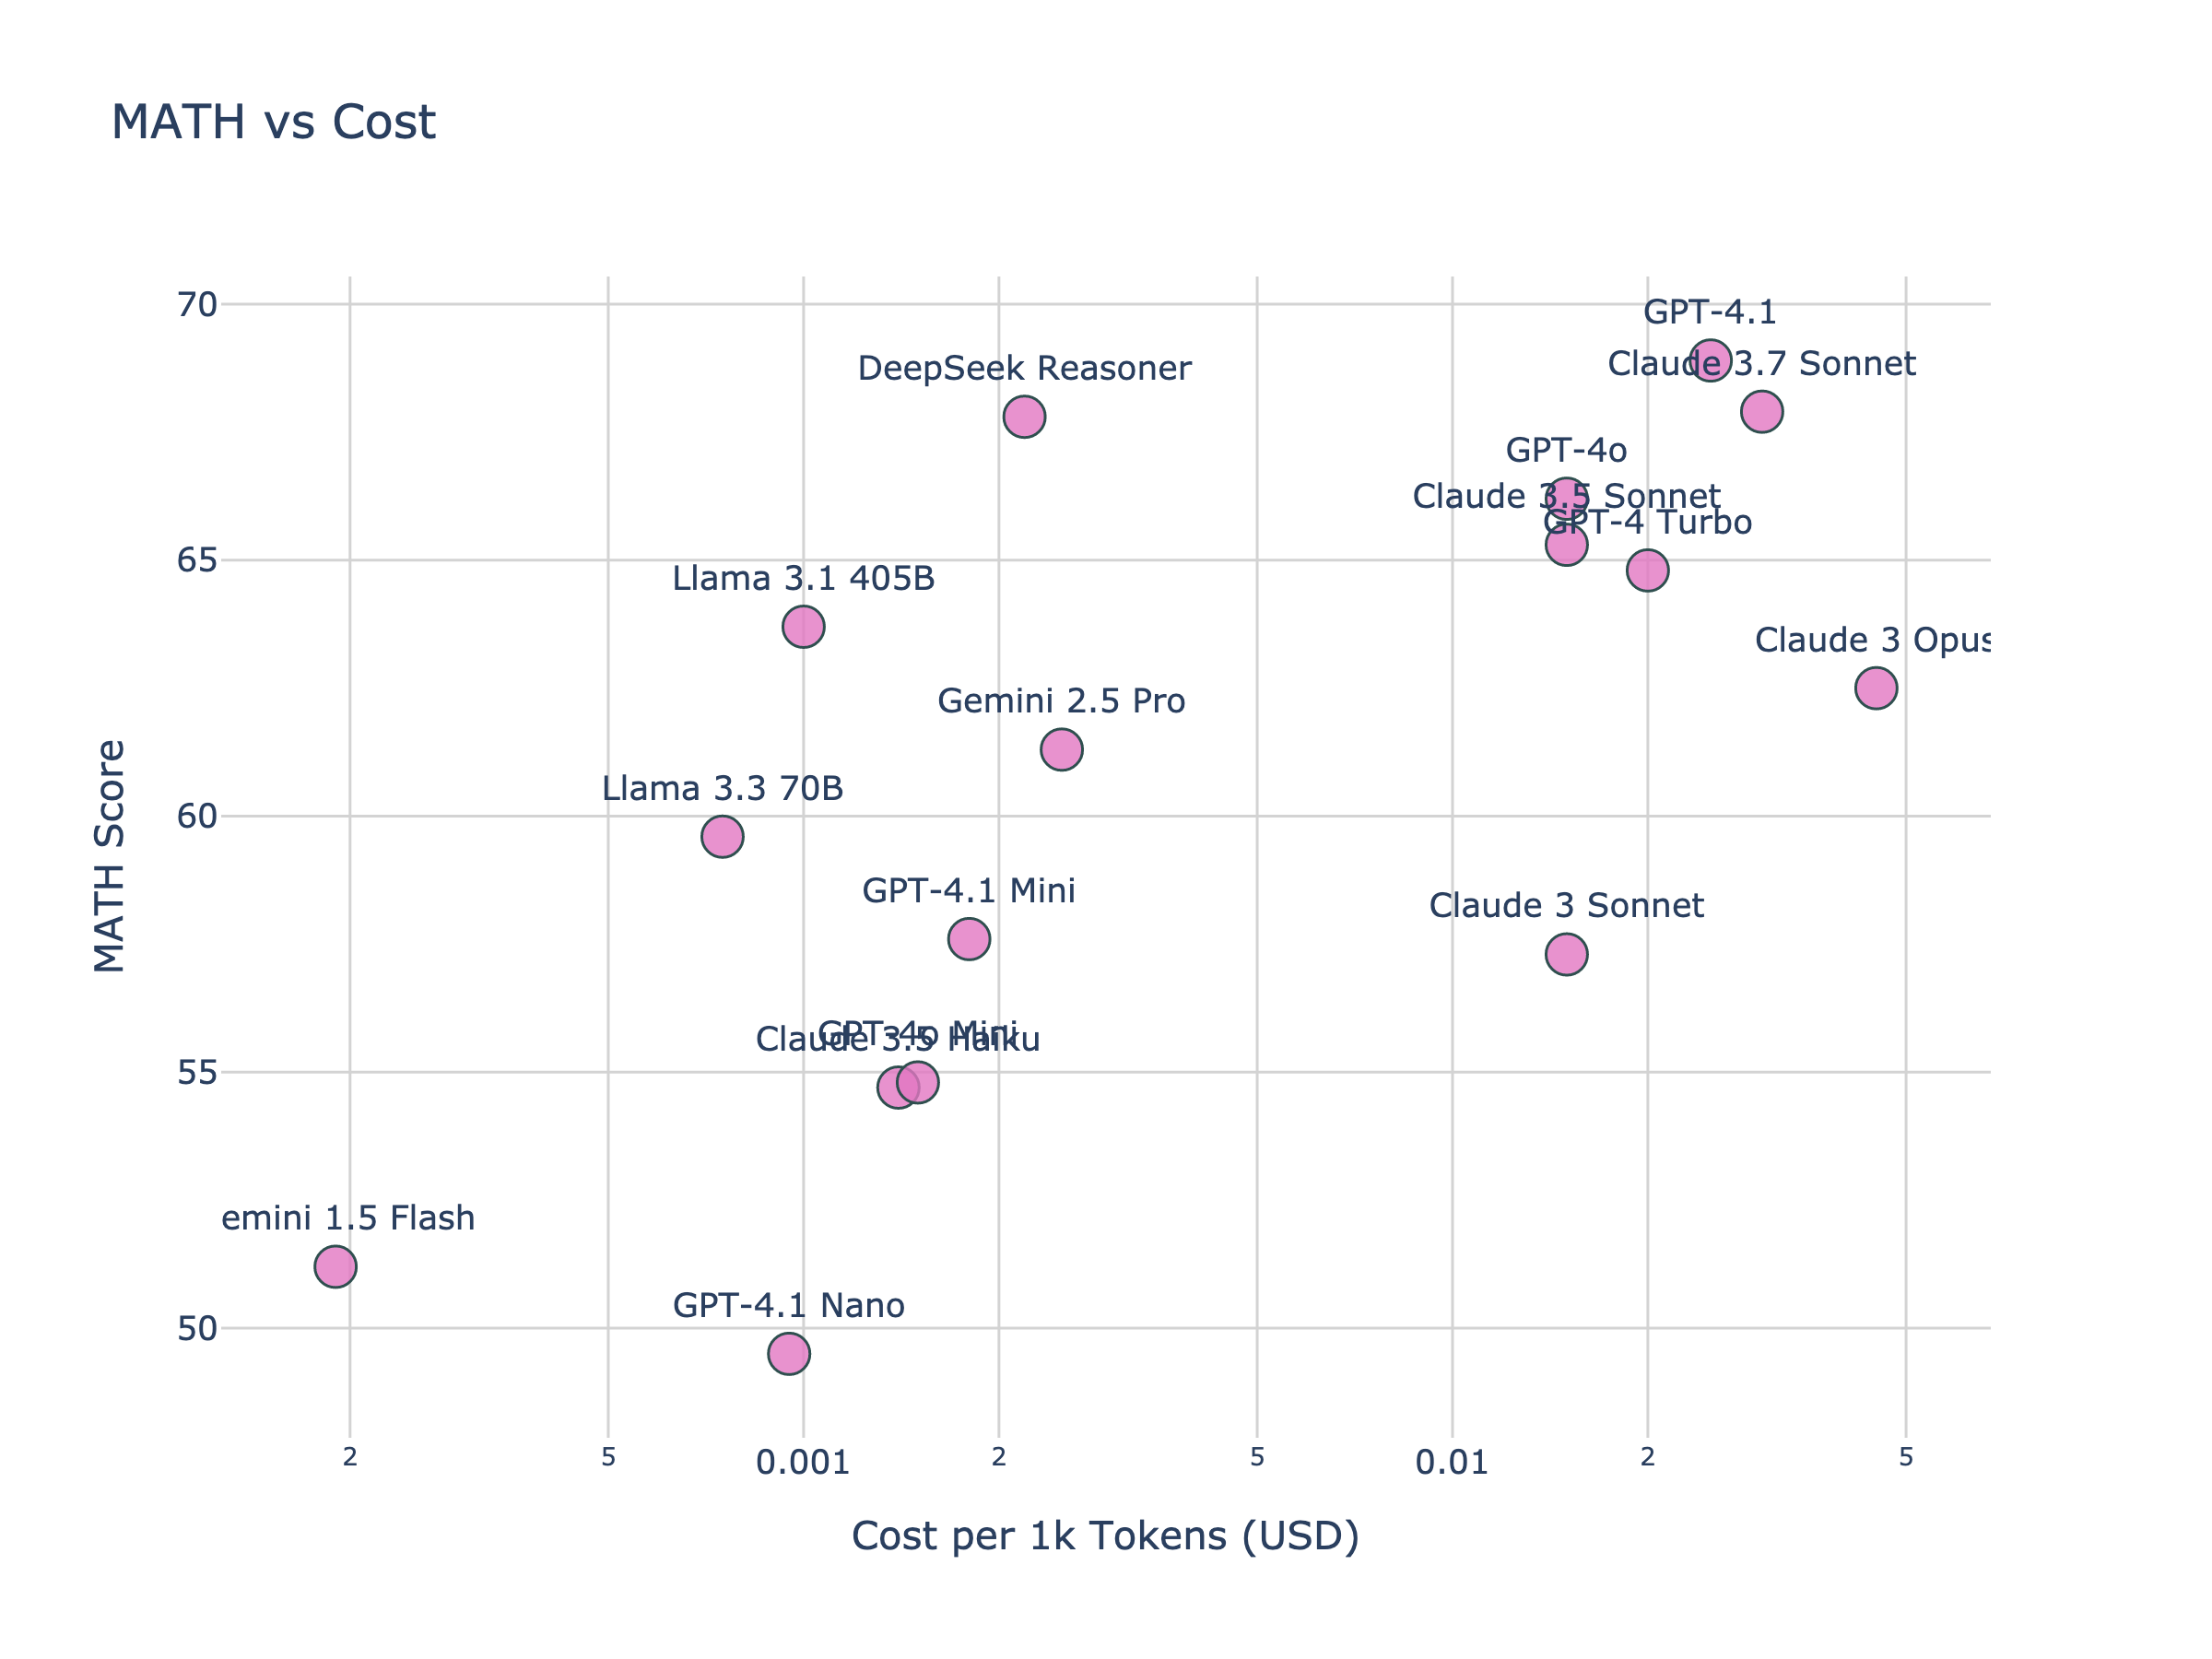 MATH vs Cost
70
GPT-4.1
Claude 3.7 Sonnet
DeepSeek Reasoner
GPT-4o
Claude 3.5 Sonnet
GPT-4 Turbo
65
Llama 3.1 405B
Claude 3 Opus
Gemini 2.5 Pro
MATH Score
Llama 3.3 70B
60
GPT-4.1 Mini
Claude 3 Sonnet
GPT-4o Mini
Claude 3.5 Haiku
55
emini 1.5 Flash
GPT-4.1 Nano
50
2 5 0.001 2 5 0.01 2 5
Cost per 1k Tokens (USD)